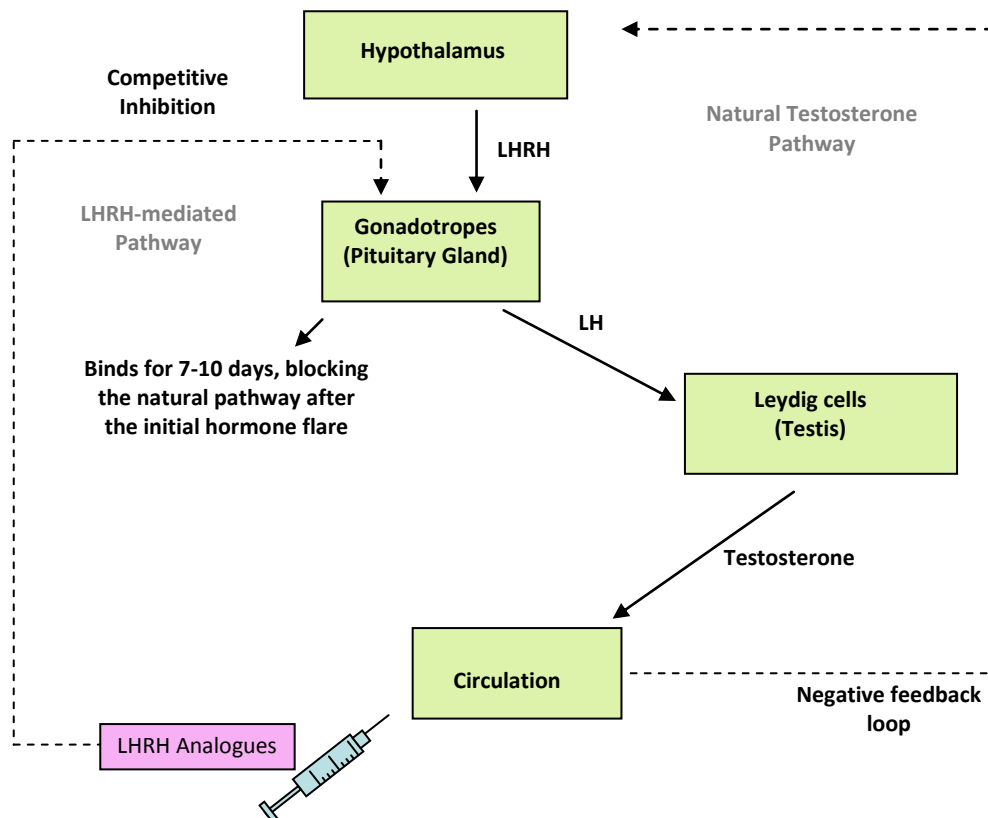 Hypothalamus
Competitive
Inhibition
Natural Testosterone
Pathway
LHRH
LHRH-mediated
Pathway
Gonadotropes
(Pituitary Gland)
LH
Binds for 7-10 days, blocking
the natural pathway after
the initial hormone flare
Leydig cells
(Testis)
Testosterone
Circulation
Negative feedback
loop
LHRH Analogues